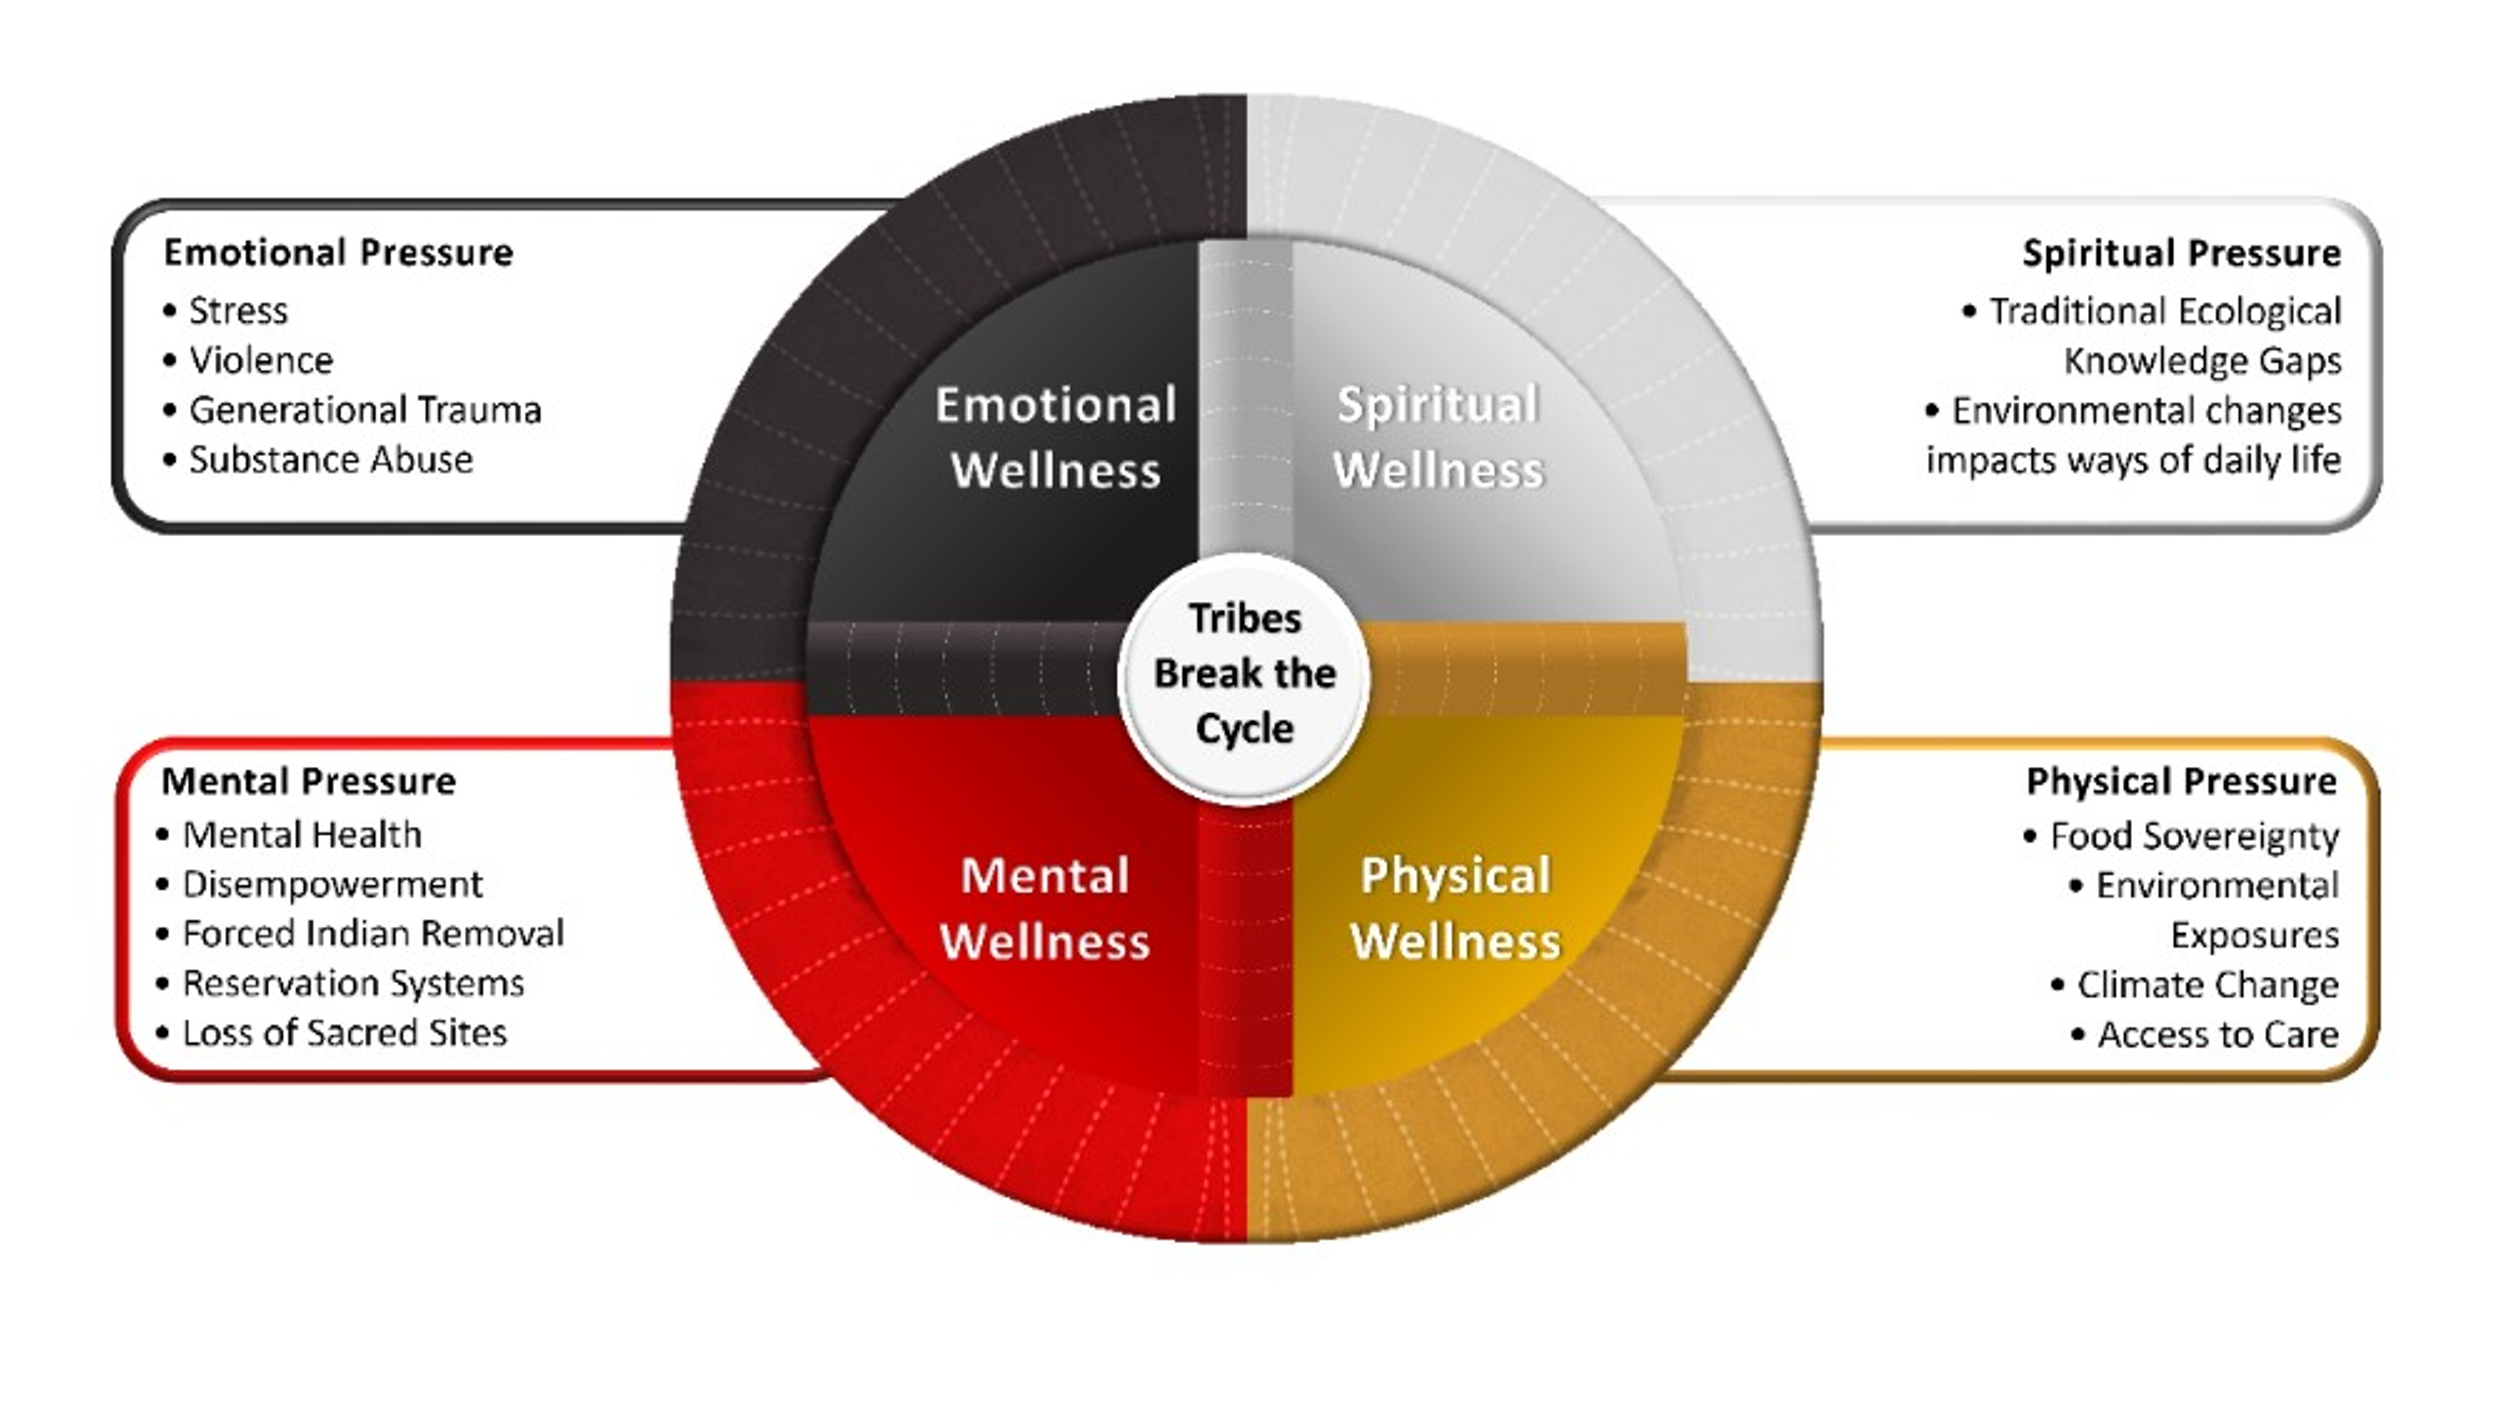 Emotional Pressure
• Stress
• Violence
• Generational Trauma
• Substance Abuse
Spiritual Pressure
• Traditional Ecological
Knowledge Gaps
• Environmental changes
impacts ways of daily life
Emotional
Wellness
Spiritual
Wellness
Tribes
Break the
Cycle
Mental
Wellness
Physical
Wellness
Mental Pressure
• Mental Health
• Disempowerment
• Forced Indian Removal
• Reservation Systems
• Loss of Sacred Sites
Physical Pressure
• Food Sovereignty
• Environmental
Exposures
• Climate Change
• Access to Care